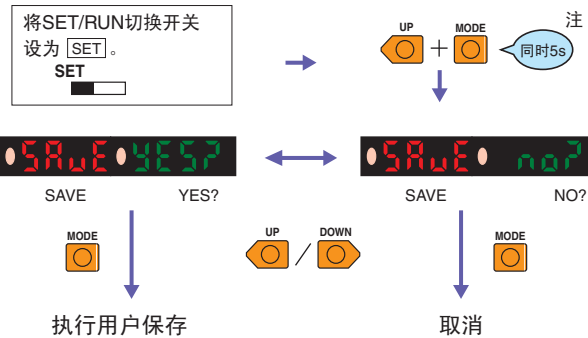 将SET/RUN切换开关
设为 SET 。
SET
UP MODE 注
同时5s
SAvE YES?
SAvE no?
SAVE YES?
SAVE NO?
MODE
UP DOWN
MODE
执行用户保存
取消